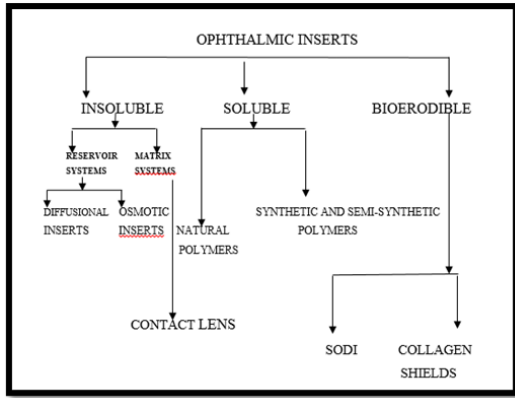 OPHTHALMIC INSERTS
INSOLUBLE SOLUBLE BIOERODIBLE
RESERVOIR MATRIX
SYSTEMS SYSTEMS
DIFFUSIONAL OSMOTIC SYNTHETIC AND SEMI-SYNTHETIC
INSERTS INSERTS NATURAL POLYMERS
POLYMERS
CONTACT LENS
SODI COLLAGEN
SHIELDS